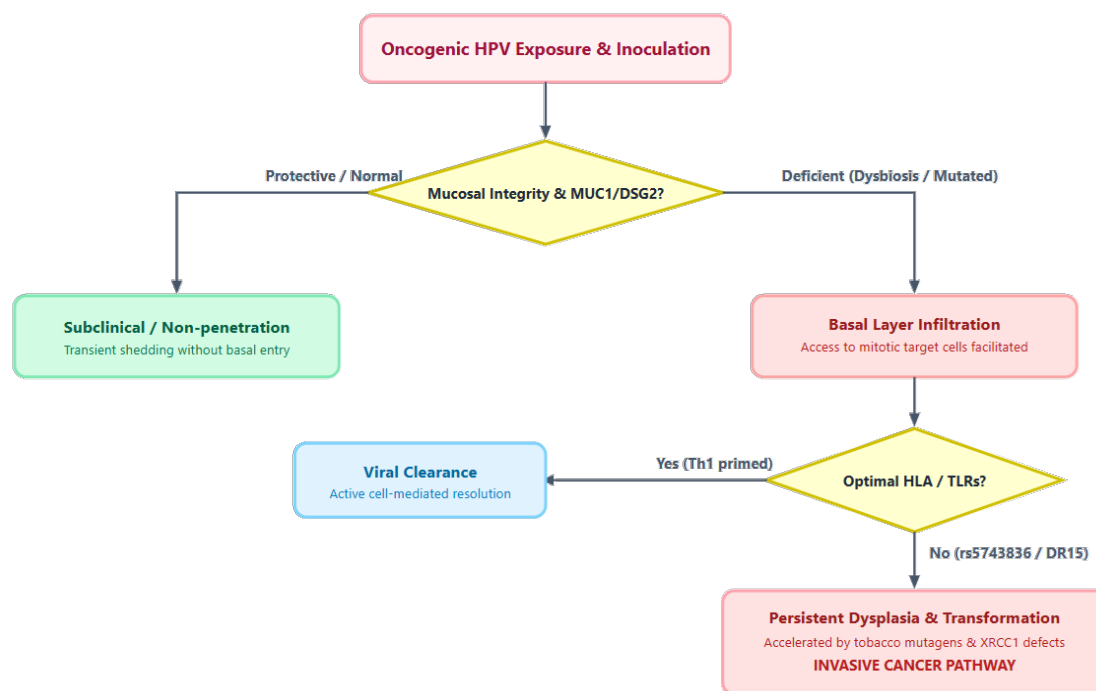 Oncogenic HPV Exposure & Inoculation
Protective / Normal
Mucosal Integrity & MUC1/DSG2?
Deficient (Dysbiosis / Mutated)
Subclinical / Non-penetration
Transient shedding without basal entry
Basal Layer Infiltration
Access to mitotic target cells facilitated
Viral Clearance
Active cell-mediated resolution
Yes (Th1 primed)
Optimal HLA / TLRs?
No (rs5743836 / DR15)
Persistent Dysplasia & Transformation
Accelerated by tobacco mutagens & XRCC1 defects
INVASIVE CANCER PATHWAY